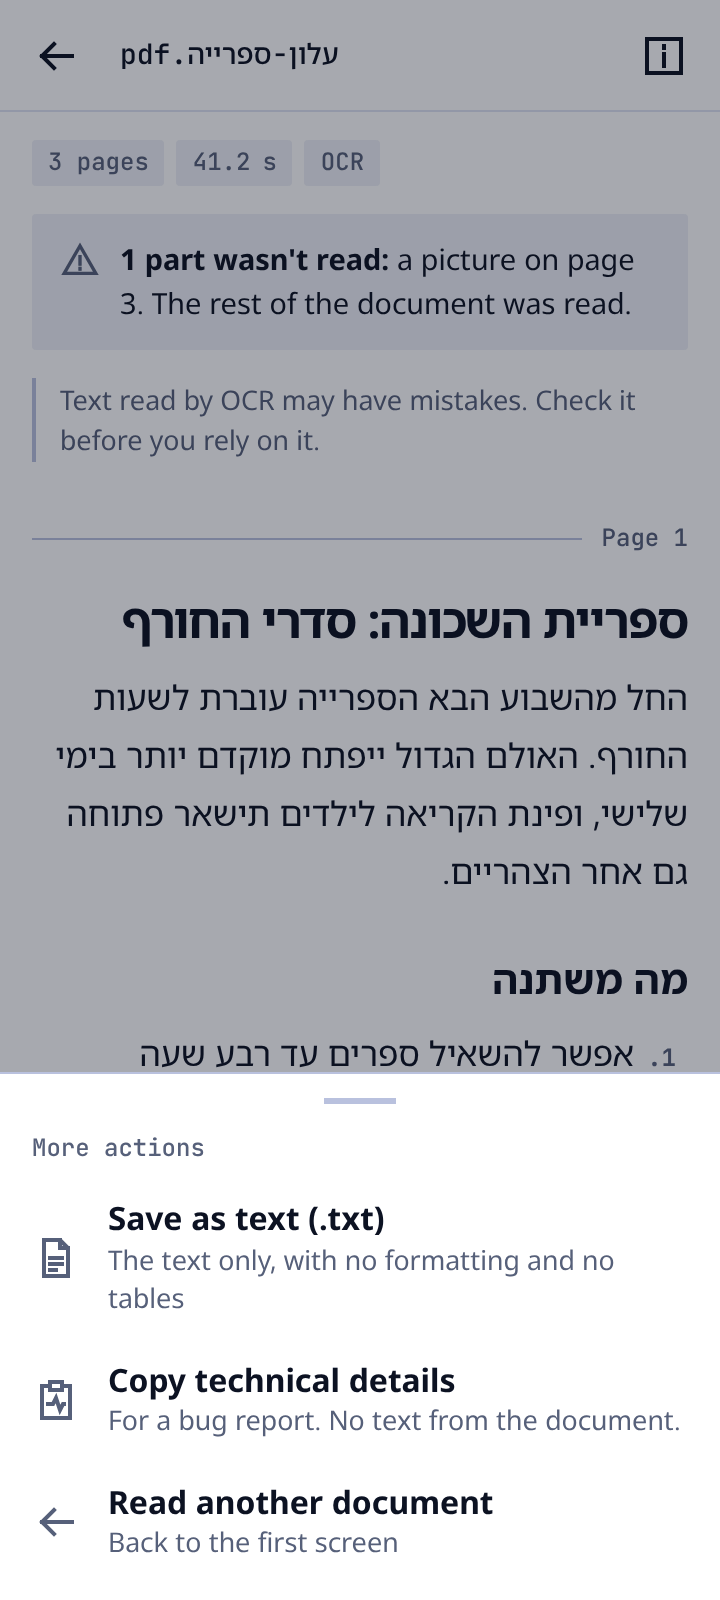 עלון-ספרייה.pdf
3 pages 41.2 s OCR
1 part wasn't read: a picture on page
3. The rest of the document was read.
Text read by OCR may have mistakes. Check it
before you rely on it.
Page 1
ספריית השכונה: סדרי החורף
החל מהשבוע הבא הספרייה עוברת לשעות
החורף. האולם הגדול ייפתח מוקדם יותר בימי
שלישי, ופינת הקריאה לילדים תישאר פתוחה
גם אחר הצהריים.
מה משתנה
1. אפשר להשאיל ספרים עד רבע שעה
More actions
Save as text (.txt)
The text only, with no formatting and no
tables
Copy technical details
For a bug report. No text from the document.
Read another document
Back to the first screen